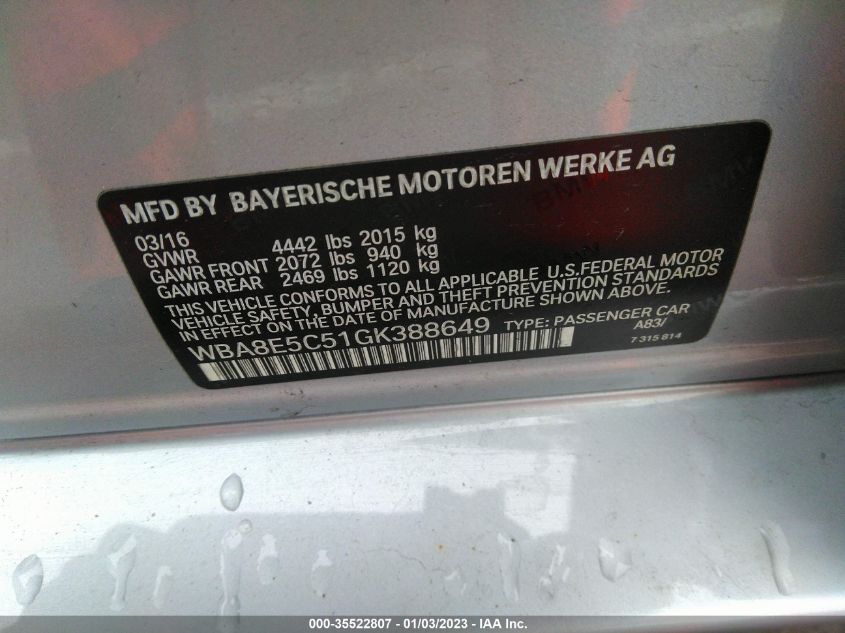 MFD BY BAYERISCHE MOTOREN WERKE AG
03/16
GVWR 4442 lbs 2015 kg
GAWR FRONT 2072 lbs 940 kg
GAWR REAR 2469 lbs 1120 kg
THIS VEHICLE CONFORMS TO ALL APPLICABLE U.S.FEDERAL MOTOR
VEHICLE SAFETY, BUMPER, AND THEFT PREVENTION STANDARDS
IN EFFECT ON THE DATE OF MANUFACTURE SHOWN ABOVE.
WBA8E5C51GK388649 TYPE: PASSENGER CAR
A83/
7 315 814
000-35522807 - 01/03/2023 - IAA Inc.